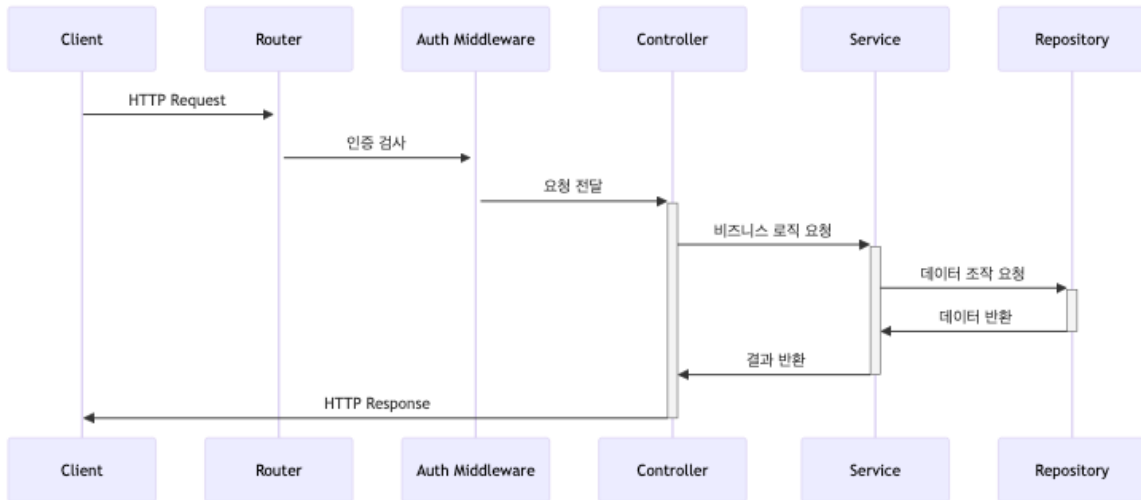 Client Router Auth Middleware Controller Service Repository
HTTP Request
인증 검사
요청 전달
비즈니스 로직 요청
데이터 조작 요청
데이터 반환
결과 반환
HTTP Response
Client Router Auth Middleware Controller Service Repository